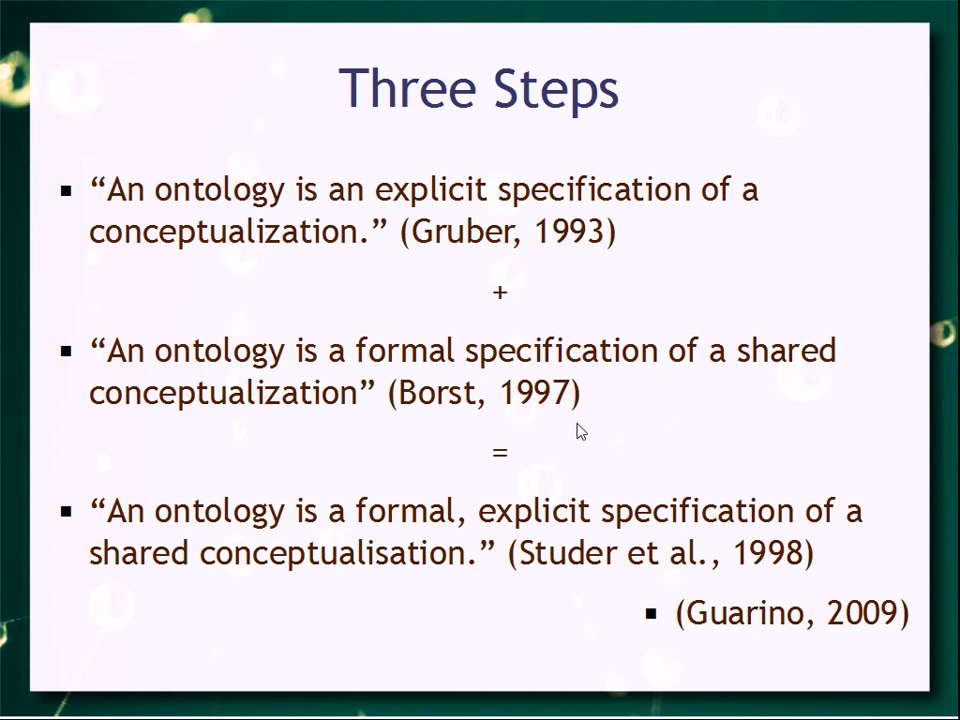 Three Steps
▪ “An ontology is an explicit specification of a
conceptualization.” (Gruber, 1993)
+
▪ “An ontology is a formal specification of a shared
conceptualization” (Borst, 1997)
=
▪ “An ontology is a formal, explicit specification of a
shared conceptualisation.” (Studer et al., 1998)
▪ (Guarino, 2009)